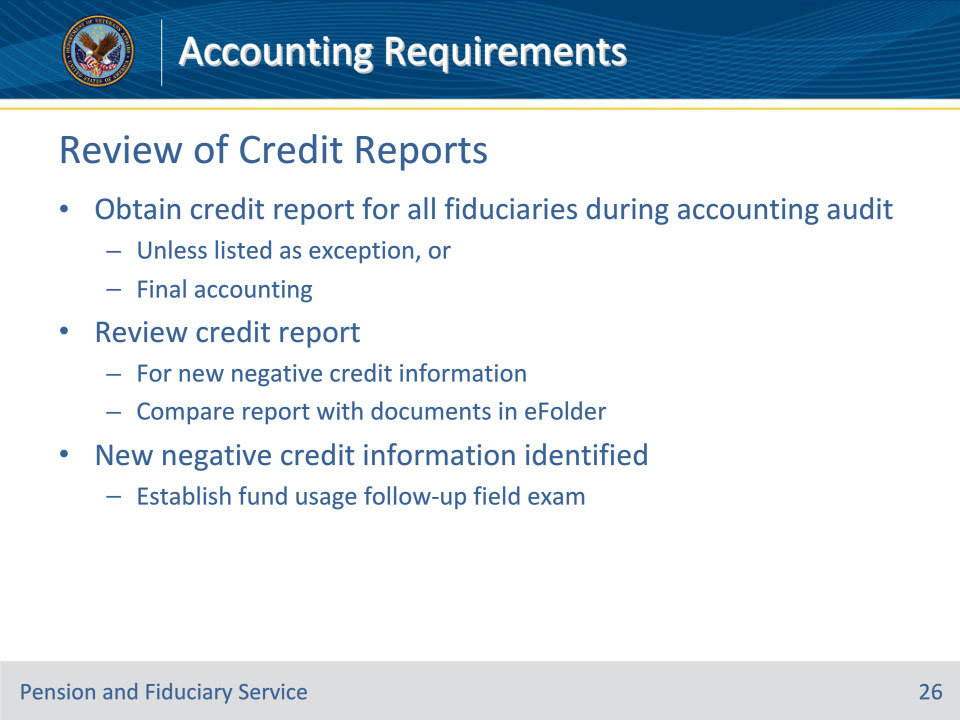 DEPARTMENT OF VETERANS AFFAIRS
UNITED STATES OF AMERICA
Accounting Requirements
Review of Credit Reports
• Obtain credit report for all fiduciaries during accounting audit
– Unless listed as exception, or
– Final accounting
• Review credit report
– For new negative credit information
– Compare report with documents in eFolder
• New negative credit information identified
– Establish fund usage follow-up field exam
Pension and Fiduciary Service
26